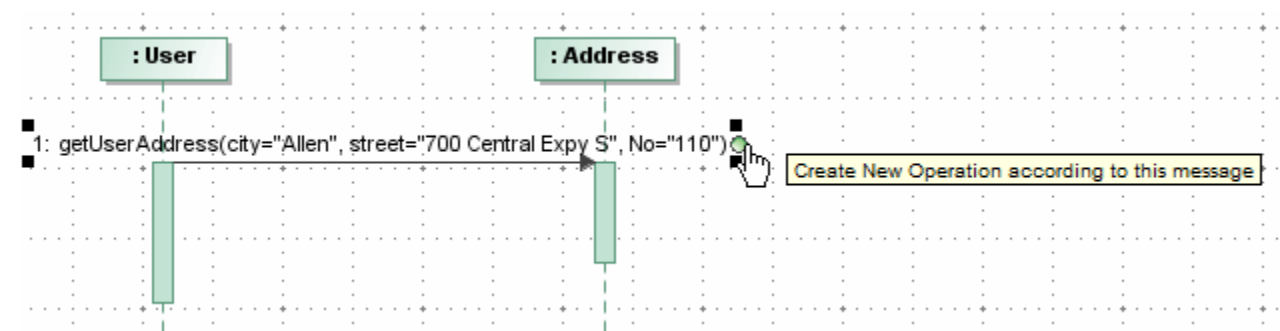 : User
: Address
1: getUserAddress(city="Allen", street="700 Central Expy S", No="110")
Create New Operation according to this message